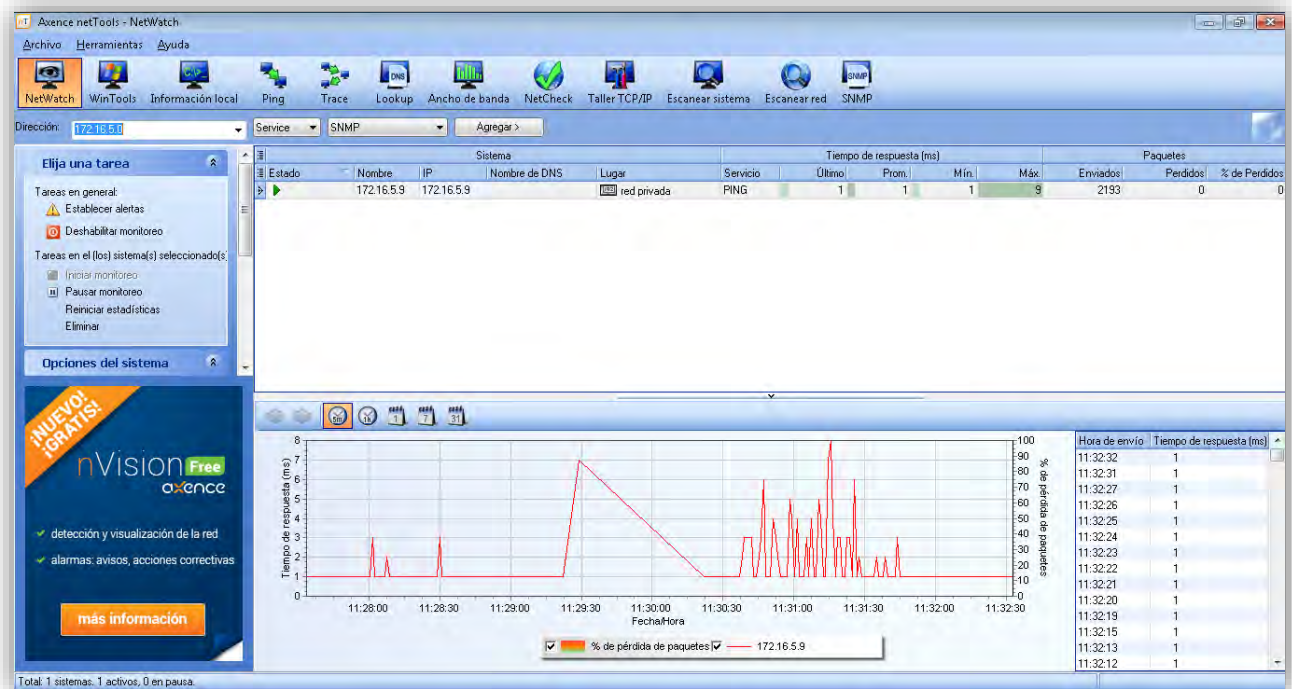 Axence netTools - NetWatch
Archivo Herramientas Ayuda
NetWatch WinTools Información local Ping Trace Lookup Ancho de banda NetCheck Taller TCP/IP Escanear sistema Escanear red SNMP
Dirección: 172.16.5.0 Service SNMP Agregar >
Elija una tarea
Tareas en general:
Establecer alertas
Deshabilitar monitoreo
Tareas en el (los) sistema(s) seleccionado(s)
Iniciar monitoreo
Pausar monitoreo
Reiniciar estadísticas
Eliminar
Opciones del sistema
Sistema Tiempo de respuesta (ms) Paquetes
Estado Nombre IP Nombre de DNS Lugar Servicio Último Prom. Mín. Máx. Enviados Perdidos % de Perdidos
172.16.5.9 172.16.5.9 red privada PING 1 1 1 9 2193 0 0
¡NUEVO!
¡GRATIS!
nVision Free
axence
detección y visualización de la red
alarmas: avisos, acciones correctivas
más información
5m 1h 1 7 31
Tiempo de respuesta (ms)
8
7
6
5
4
3
2
1
0
100
90
80
70
60
50
40
30
20
10
0
% de pérdida de paquetes
11:28:00 11:28:30 11:29:00 11:29:30 11:30:00 11:30:30 11:31:00 11:31:30 11:32:00 11:32:30
Fecha/Hora
% de pérdida de paquetes 172.16.5.9
Hora de envío Tiempo de respuesta (ms)
11:32:32 1
11:32:31 1
11:32:27 1
11:32:26 1
11:32:25 1
11:32:24 1
11:32:23 1
11:32:22 1
11:32:21 1
11:32:20 1
11:32:19 1
11:32:15 1
11:32:13 1
11:32:12 1
Total: 1 sistemas. 1 activos, 0 en pausa.